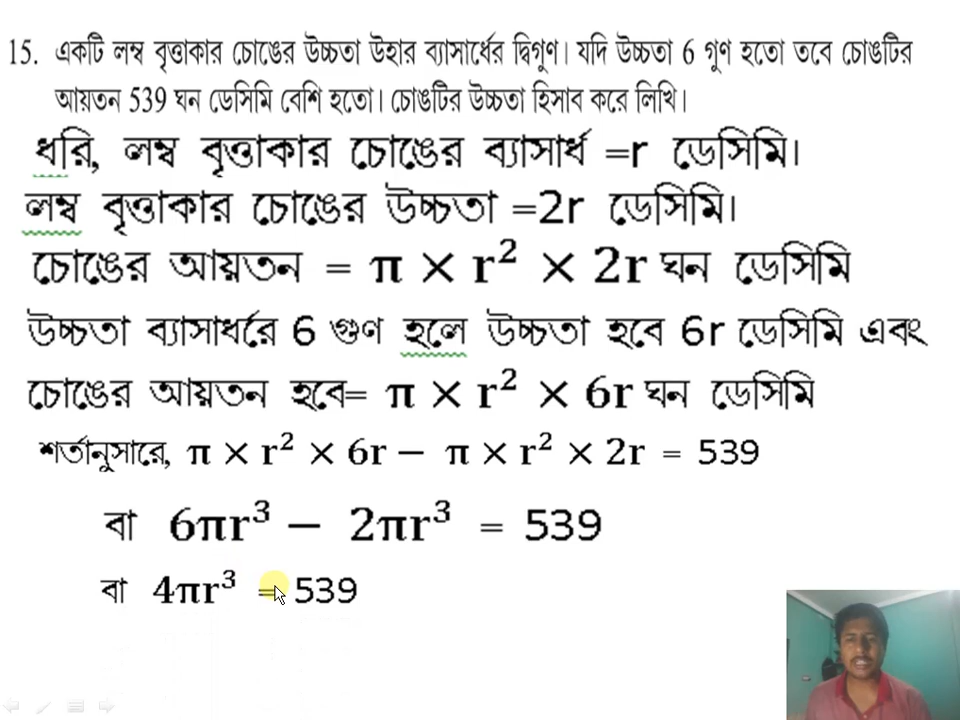 15. একটি লম্ব বৃত্তাকার চোঙের উচ্চতা উহার ব্যাসার্ধের দ্বিগুণ। যদি উচ্চতা 6 গুণ হতো তবে চোঙটির
আয়তন 539 ঘন ডেসিমি বেশি হতো। চোঙটির উচ্চতা হিসাব করে লিখি।
ধরি, লম্ব বৃত্তাকার চোঙের ব্যাসার্ধ =r ডেসিমি।
লম্ব বৃত্তাকার চোঙের উচ্চতা =2r ডেসিমি।
চোঙের আয়তন = π × r² × 2r ঘন ডেসিমি
উচ্চতা ব্যাসার্ধরে 6 গুণ হলে উচ্চতা হবে 6r ডেসিমি এবং
চোঙের আয়তন হবে= π × r² × 6r ঘন ডেসিমি
শর্তানুসারে, π × r² × 6r − π × r² × 2r = 539
বা 6πr³ − 2πr³ = 539
বা 4πr³ = 539